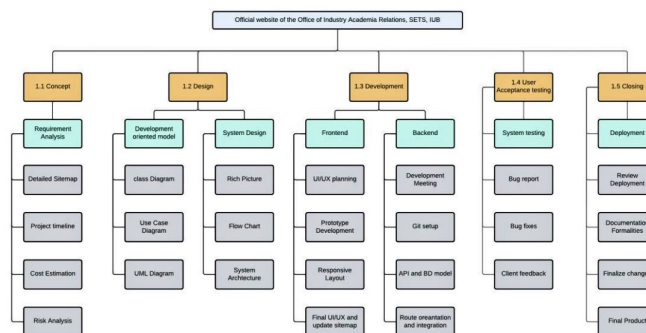 Official website of the Office of Industry Academia Relations, SETS, IUB
1.1 Concept
1.2 Design
1.3 Development
1.4 User
Acceptance testing
1.5 Closing
Requirement
Analysis
Development
oriented model
System Design
Frontend
Backend
System testing
Deployment
Detailed Sitemap
class Diagram
Rich Picture
UI/UX planning
Development
Meeting
Bug report
Review
Deployment
Project timeline
Use Case
Diagram
Flow Chart
Prototype
Development
Git setup
Bug fixes
Documentation
Formalities
Cost Estimation
UML Diagram
System
Archtecture
Responsive
Layout
API and BD model
Client feedback
Finalize change
Risk Analysis
Final UI/UX and
update sitemap
Route oreantation
and integration
Final Product